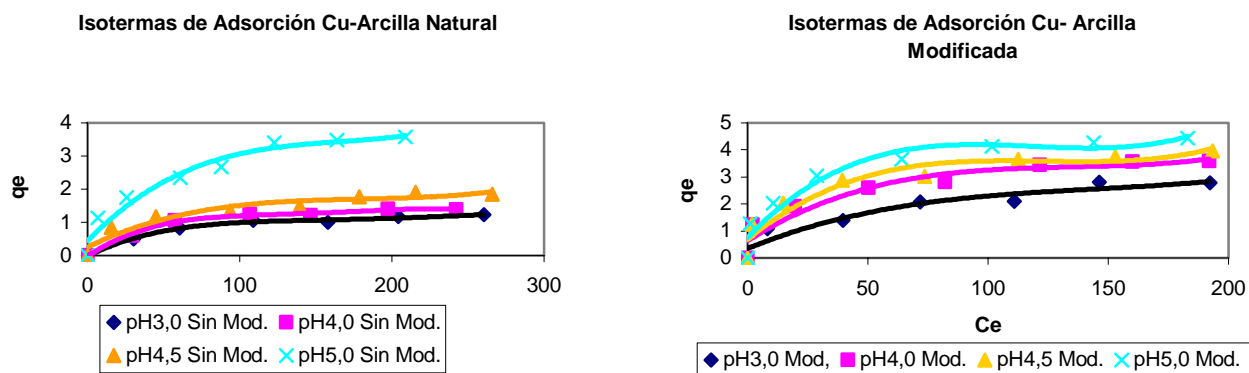 Isotermas de Adsorción Cu-Arcilla Natural
4
3
2
1
0
qe
0
100
200
300
pH3,0 Sin Mod.
pH4,0 Sin Mod.
pH4,5 Sin Mod.
pH5,0 Sin Mod.
Isotermas de Adsorción Cu- Arcilla
Modificada
5
4
3
2
1
0
qe
0
50
100
150
200
Ce
pH3,0 Mod,
pH4,0 Mod.
pH4,5 Mod.
pH5,0 Mod.